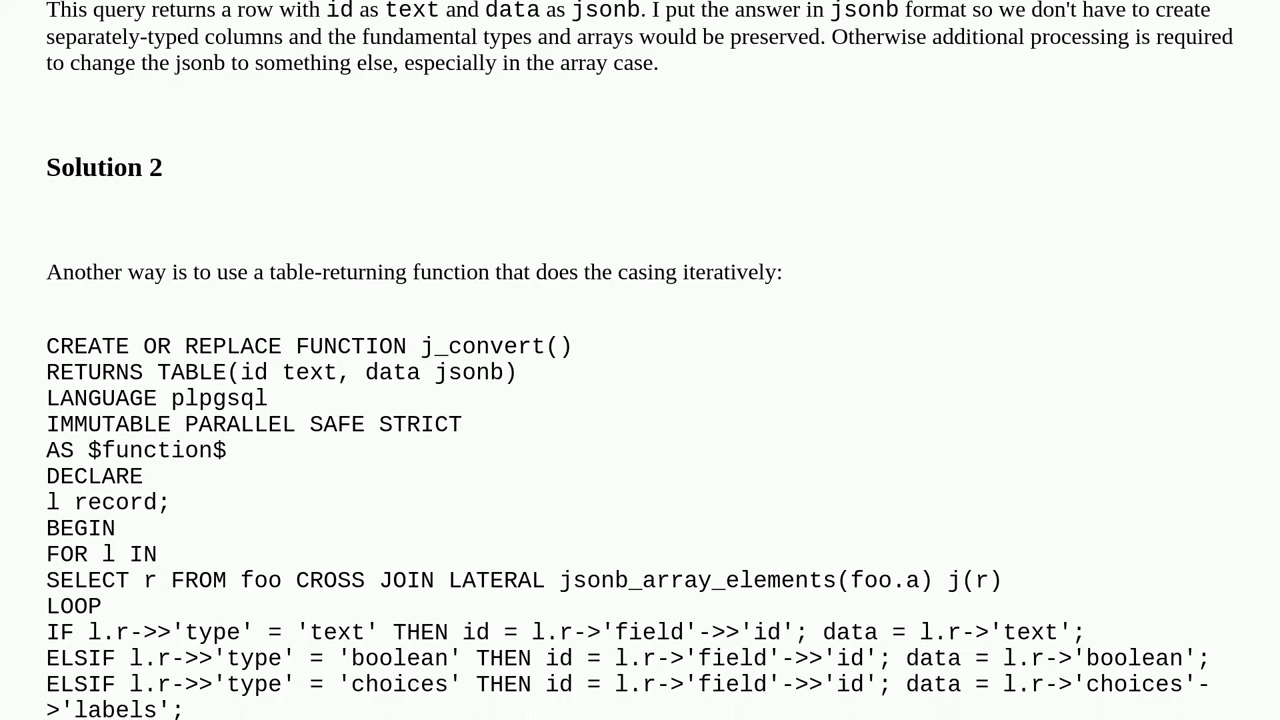 This query returns a row with id as text and data as jsonb. I put the answer in jsonb format so we don't have to create
separately-typed columns and the fundamental types and arrays would be preserved. Otherwise additional processing is required
to change the jsonb to something else, especially in the array case.
Solution 2
Another way is to use a table-returning function that does the casing iteratively:
CREATE OR REPLACE FUNCTION j_convert()
RETURNS TABLE(id text, data jsonb)
LANGUAGE plpgsql
IMMUTABLE PARALLEL SAFE STRICT
AS $function$
DECLARE
l record;
BEGIN
FOR l IN
SELECT r FROM foo CROSS JOIN LATERAL jsonb_array_elements(foo.a) j(r)
LOOP
IF l.r->>'type' = 'text' THEN id = l.r->'field'->>'id'; data = l.r->'text';
ELSIF l.r->>'type' = 'boolean' THEN id = l.r->'field'->>'id'; data = l.r->'boolean';
ELSIF l.r->>'type' = 'choices' THEN id = l.r->'field'->>'id'; data = l.r->'choices'-
>'labels';